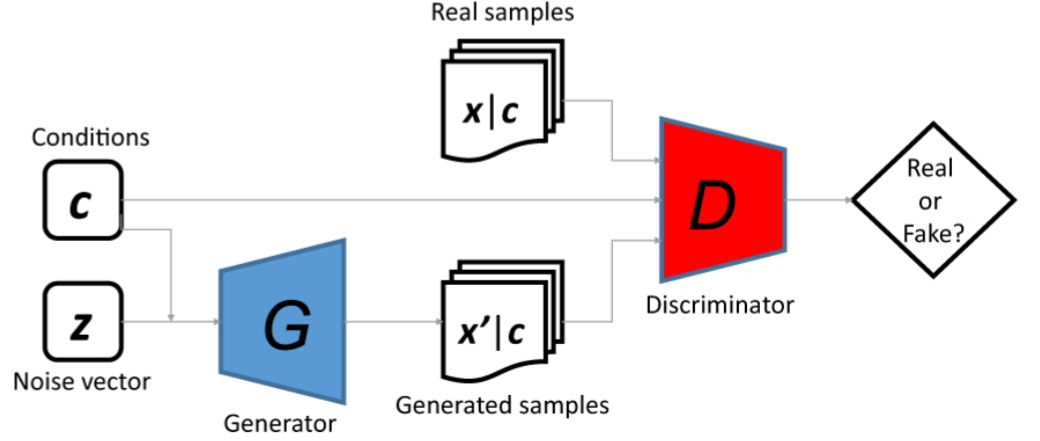 Real samples
x|c
Conditions
c
D
Real
or
Fake?
z
G
x′|c
Discriminator
Noise vector
Generator
Generated samples